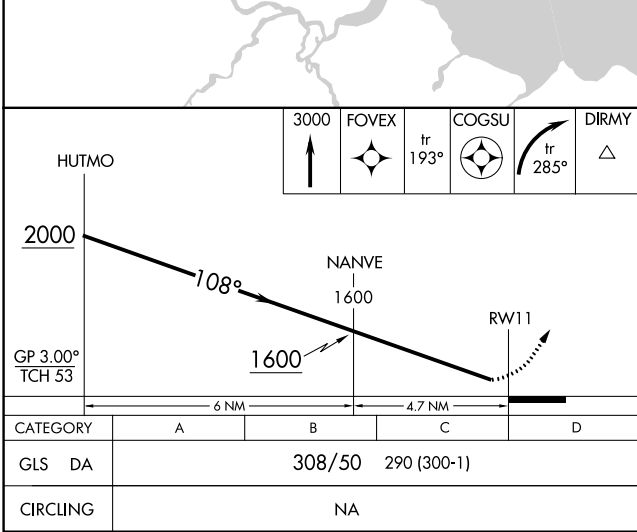 3000
FOVEX
tr
193°
COGSU
tr
285°
DIRMY
HUTMO
2000
108°
NANVE
1600
RW11
1600
GP 3.00°
TCH 53
6 NM
4.7 NM
CATEGORY A B C D
GLS DA 308/50 290 (300-1)
CIRCLING NA